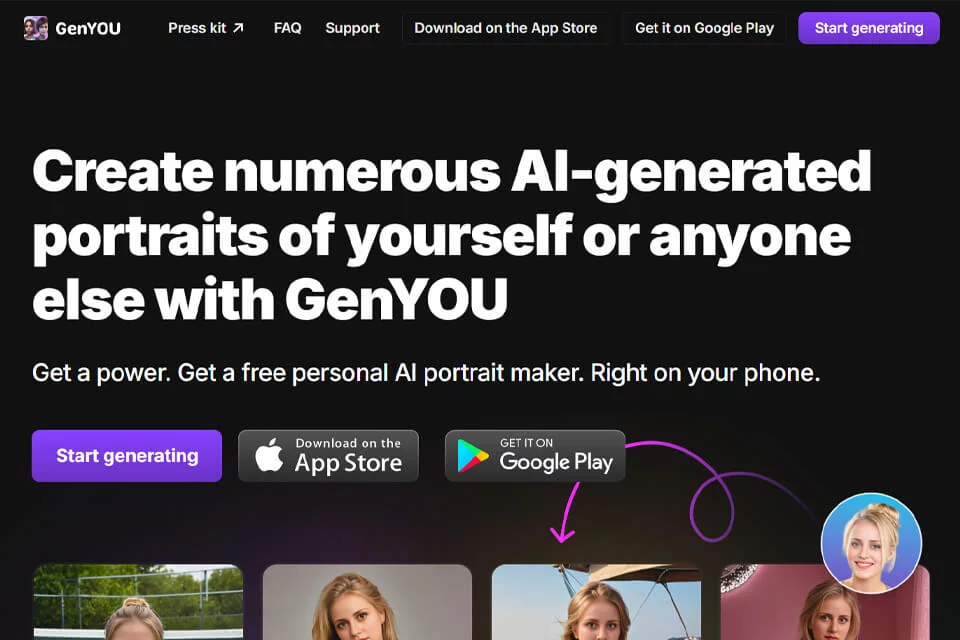 GenYOU
Press kit ↗
FAQ
Support
Download on the App Store
Get it on Google Play
Start generating
Create numerous AI-generated
portraits of yourself or anyone
else with GenYOU
Get a power. Get a free personal AI portrait maker. Right on your phone.
Start generating
Download on the
App Store
GET IT ON
Google Play